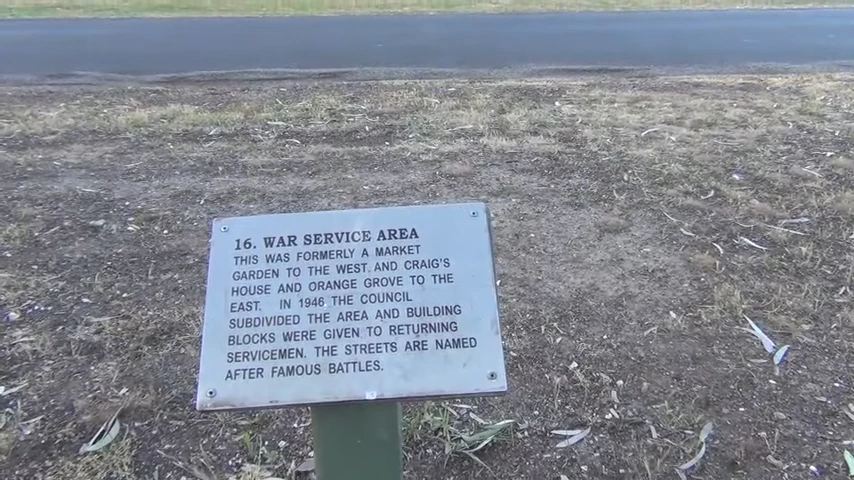 16. WAR SERVICE AREA
THIS WAS FORMERLY A MARKET
GARDEN TO THE WEST, AND CRAIG'S
HOUSE AND ORANGE GROVE TO THE
EAST. IN 1946 THE COUNCIL
SUBDIVIDED THE AREA AND BUILDING
BLOCKS WERE GIVEN TO RETURNING
SERVICEMEN. THE STREETS ARE NAMED
AFTER FAMOUS BATTLES.